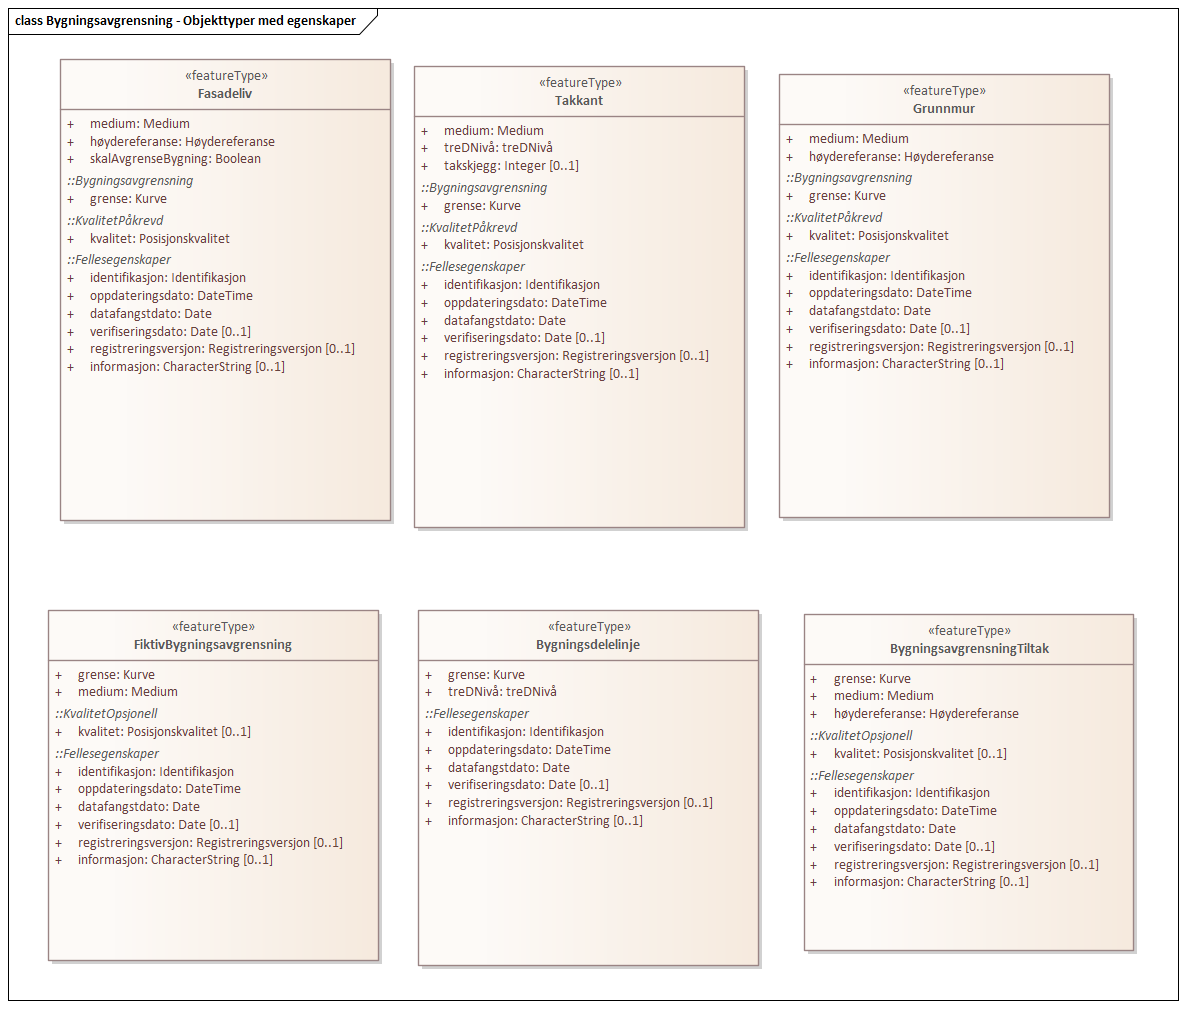 class Bygningsavgrensning - Objekttyper med egenskaper
«featureType»
Fasadeliv
+ medium: Medium
+ høydereferanse: Høydereferanse
+ skalAvgrenseBygning: Boolean
::Bygningsavgrensning
+ grense: Kurve
::KvalitetPåkrevd
+ kvalitet: Posisjonskvalitet
::Fellesegenskaper
+ identifikasjon: Identifikasjon
+ oppdateringsdato: DateTime
+ datafangstdato: Date
+ verifiseringsdato: Date [0..1]
+ registreringsversjon: Registreringsversjon [0..1]
+ informasjon: CharacterString [0..1]
«featureType»
Takkant
+ medium: Medium
+ treDNivå: treDNivå
+ takskjegg: Integer [0..1]
::Bygningsavgrensning
+ grense: Kurve
::KvalitetPåkrevd
+ kvalitet: Posisjonskvalitet
::Fellesegenskaper
+ identifikasjon: Identifikasjon
+ oppdateringsdato: DateTime
+ datafangstdato: Date
+ verifiseringsdato: Date [0..1]
+ registreringsversjon: Registreringsversjon [0..1]
+ informasjon: CharacterString [0..1]
«featureType»
Grunnmur
+ medium: Medium
+ høydereferanse: Høydereferanse
::Bygningsavgrensning
+ grense: Kurve
::KvalitetPåkrevd
+ kvalitet: Posisjonskvalitet
::Fellesegenskaper
+ identifikasjon: Identifikasjon
+ oppdateringsdato: DateTime
+ datafangstdato: Date
+ verifiseringsdato: Date [0..1]
+ registreringsversjon: Registreringsversjon [0..1]
+ informasjon: CharacterString [0..1]
«featureType»
FiktivBygningsavgrensning
+ grense: Kurve
+ medium: Medium
::KvalitetOpsjonell
+ kvalitet: Posisjonskvalitet [0..1]
::Fellesegenskaper
+ identifikasjon: Identifikasjon
+ oppdateringsdato: DateTime
+ datafangstdato: Date
+ verifiseringsdato: Date [0..1]
+ registreringsversjon: Registreringsversjon [0..1]
+ informasjon: CharacterString [0..1]
«featureType»
Bygningsdelelinje
+ grense: Kurve
+ treDNivå: treDNivå
::Fellesegenskaper
+ identifikasjon: Identifikasjon
+ oppdateringsdato: DateTime
+ datafangstdato: Date
+ verifiseringsdato: Date [0..1]
+ registreringsversjon: Registreringsversjon [0..1]
+ informasjon: CharacterString [0..1]
«featureType»
BygningsavgrensningTiltak
+ grense: Kurve
+ medium: Medium
+ høydereferanse: Høydereferanse
::KvalitetOpsjonell
+ kvalitet: Posisjonskvalitet [0..1]
::Fellesegenskaper
+ identifikasjon: Identifikasjon
+ oppdateringsdato: DateTime
+ datafangstdato: Date
+ verifiseringsdato: Date [0..1]
+ registreringsversjon: Registreringsversjon [0..1]
+ informasjon: CharacterString [0..1]